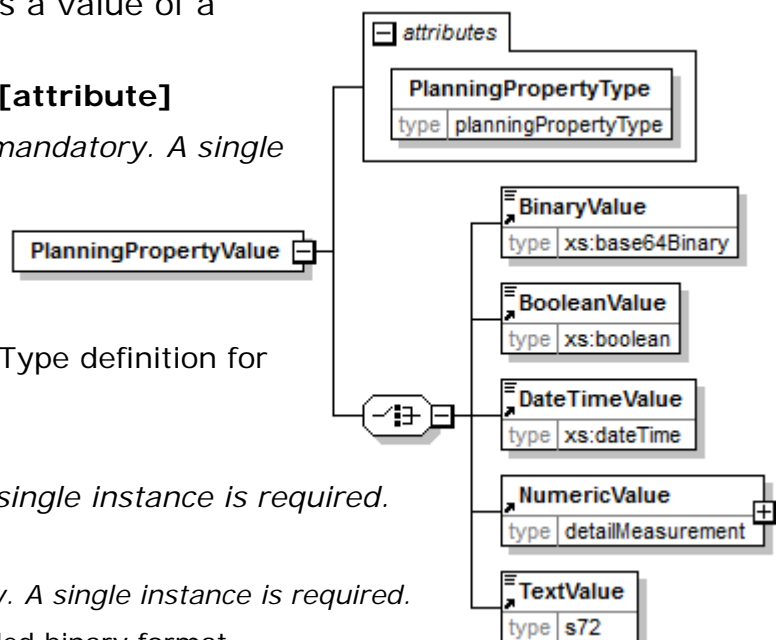 s a value of a
attributes
[attribute]
PlanningPropertyType
type planningPropertyType
mandatory. A single
BinaryValue
type xs:base64Binary
PlanningPropertyValue
BooleanValue
type xs:boolean
Type definition for
DateTimeValue
type xs:dateTime
single instance is required.
NumericValue
type detailMeasurement
y. A single instance is required.
TextValue
type s72
ded binary format